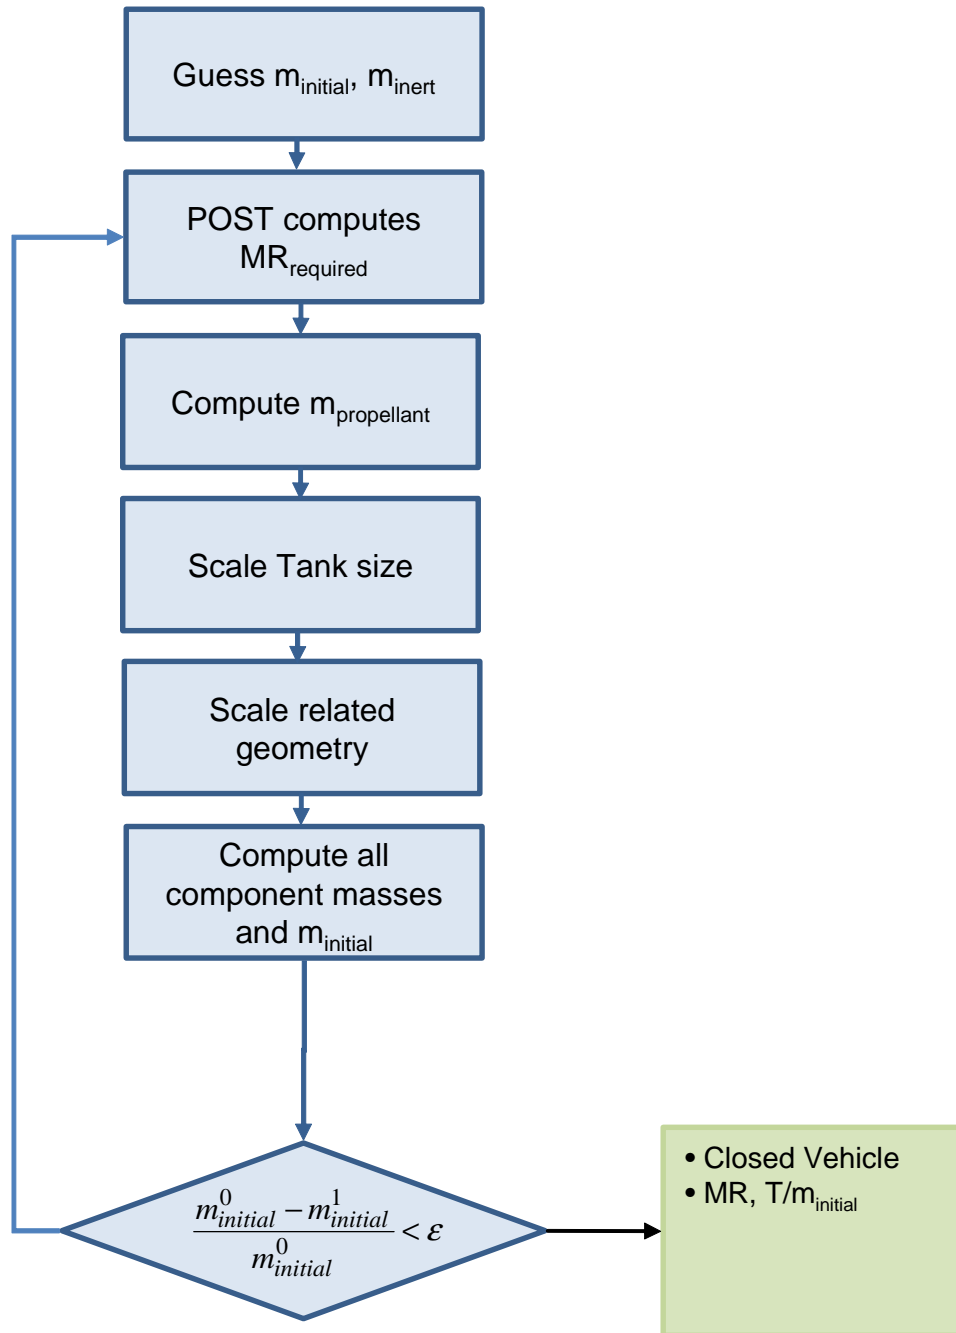 Guess m_initial, m_inert
POST computes
MR_required
Compute m_propellant
Scale Tank size
Scale related
geometry
Compute all
component masses
and m_initial
m^0_initial − m^1_initial
m^0_initial
< ε
• Closed Vehicle
• MR, T/m_initial